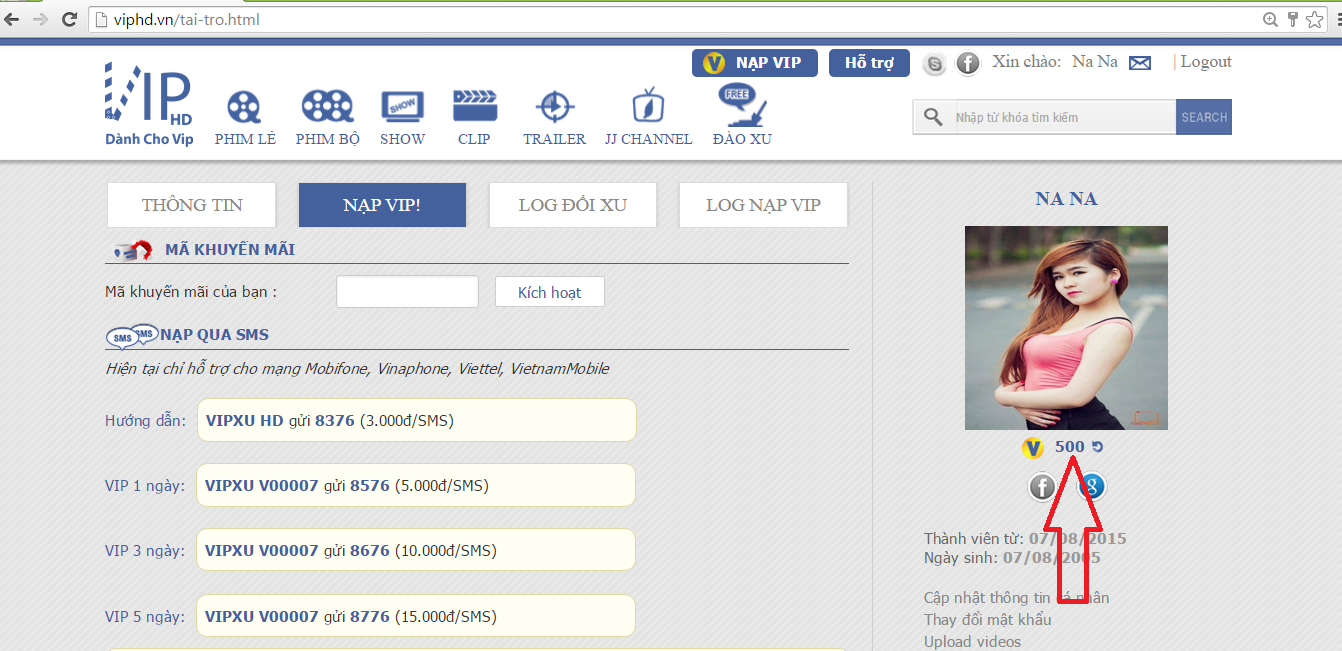 viphd.vn/tai-tro.html
NẠP VIP
Hỗ trợ
Xin chào: Na Na
| Logout
VIP HD
Dành Cho Vip
PHIM LẺ
PHIM BỘ
SHOW
SHOW
CLIP
TRAILER
JJ CHANNEL
FREE
ĐÀO XU
Nhập từ khóa tìm kiếm
SEARCH
THÔNG TIN
NẠP VIP!
LOG ĐỔI XU
LOG NẠP VIP
MÃ KHUYẾN MÃI
Mã khuyến mãi của bạn :
Kích hoạt
SMS SMS NẠP QUA SMS
Hiện tại chỉ hỗ trợ cho mạng Mobifone, Vinaphone, Viettel, VietnamMobile
Hướng dẫn: VIPXU HD gửi 8376 (3.000đ/SMS)
VIP 1 ngày: VIPXU V00007 gửi 8576 (5.000đ/SMS)
VIP 3 ngày: VIPXU V00007 gửi 8676 (10.000đ/SMS)
VIP 5 ngày: VIPXU V00007 gửi 8776 (15.000đ/SMS)
NA NA
V 500
Thành viên từ: 07/08/2015
Ngày sinh: 07/08/2005
Cập nhật thông tin cá nhân
Thay đổi mật khẩu
Upload videos